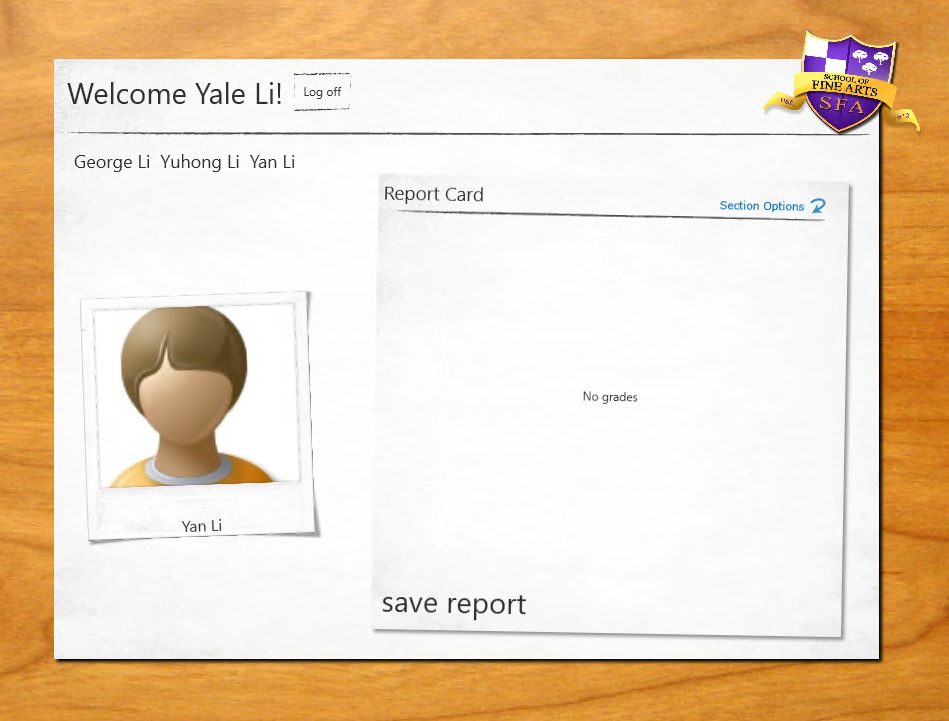 Welcome Yale Li!
Log off
SCHOOL OF
FINE ARTS
SFA
EST.
George Li Yuhong Li Yan Li
Report Card
Section Options
No grades
Yan Li
save report